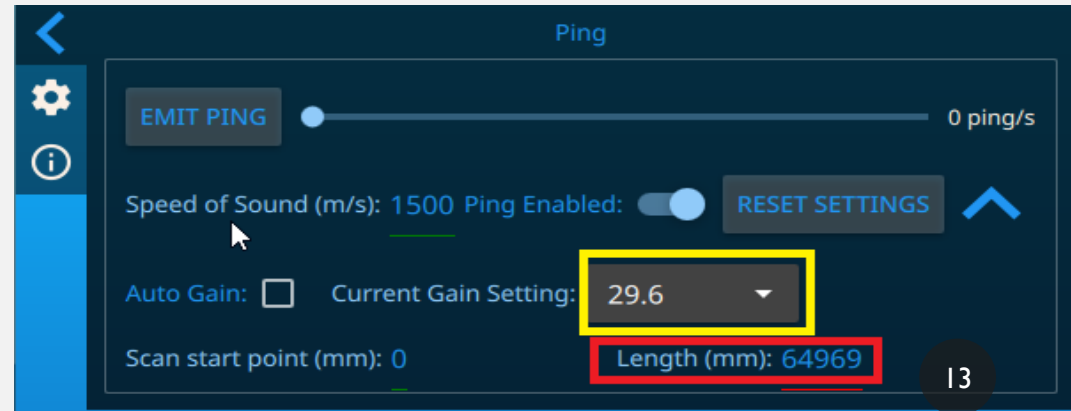 Ping
EMIT PING 0 ping/s
Speed of Sound (m/s): 1500 Ping Enabled: RESET SETTINGS
Auto Gain: Current Gain Setting: 29.6
Scan start point (mm): 0 Length (mm): 64969
13